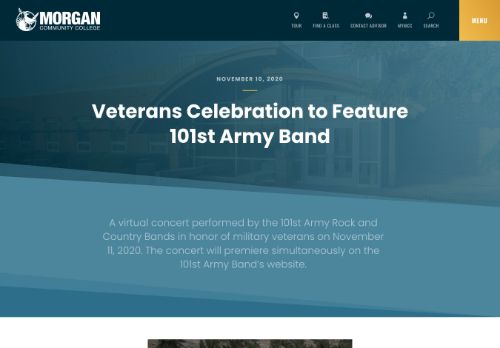 MORGAN
COMMUNITY COLLEGE
TOUR
FIND A CLASS
CONTACT ADVISOR
MYMCC
SEARCH
MENU
NOVEMBER 10, 2020
Veterans Celebration to Feature
101st Army Band
A virtual concert performed by the 101st Army Rock and
Country Bands in honor of military veterans on November
11, 2020. The concert will premiere simultaneously on the
101st Army Band's website.